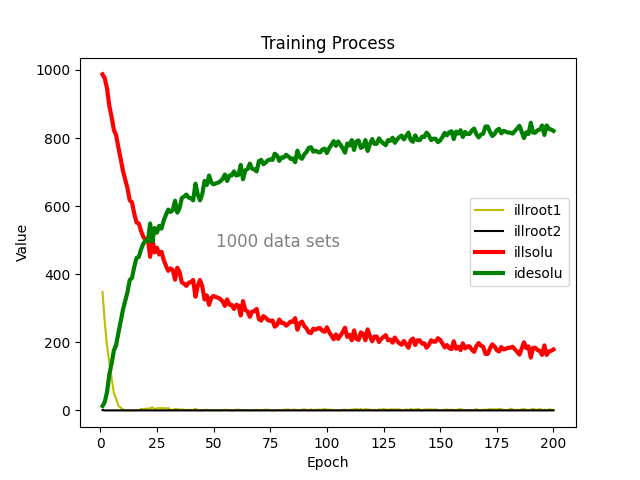 Training Process
Value
1000
800
600
400
200
0
1000 data sets
illroot1
illroot2
illsolu
idesolu
0 25 50 75 100 125 150 175 200
Epoch